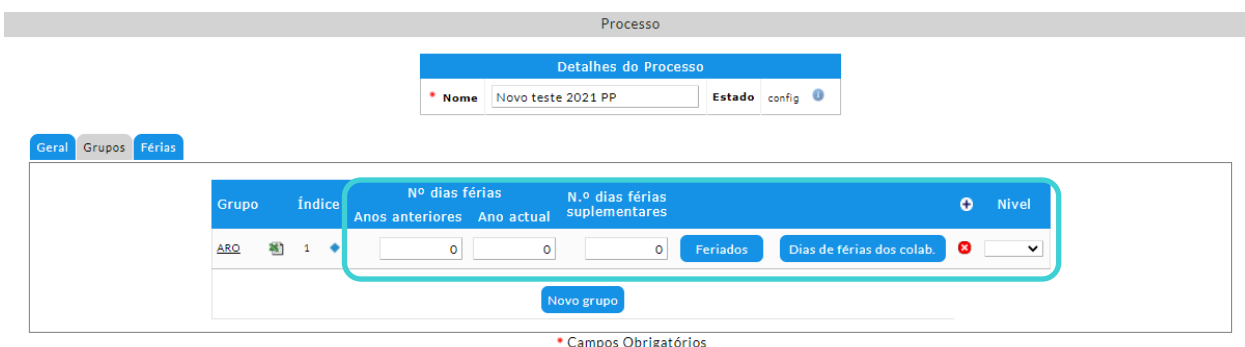 Processo
Detalhes do Processo
* Nome Novo teste 2021 PP Estado config
Geral Grupos Férias
Grupo Índice Nº dias férias N.º dias férias suplementares Nivel
Anos anteriores Ano actual
ARO 1 0 0 0 Feriados Dias de férias dos colab.
Novo grupo
* Campos Obrigatórios